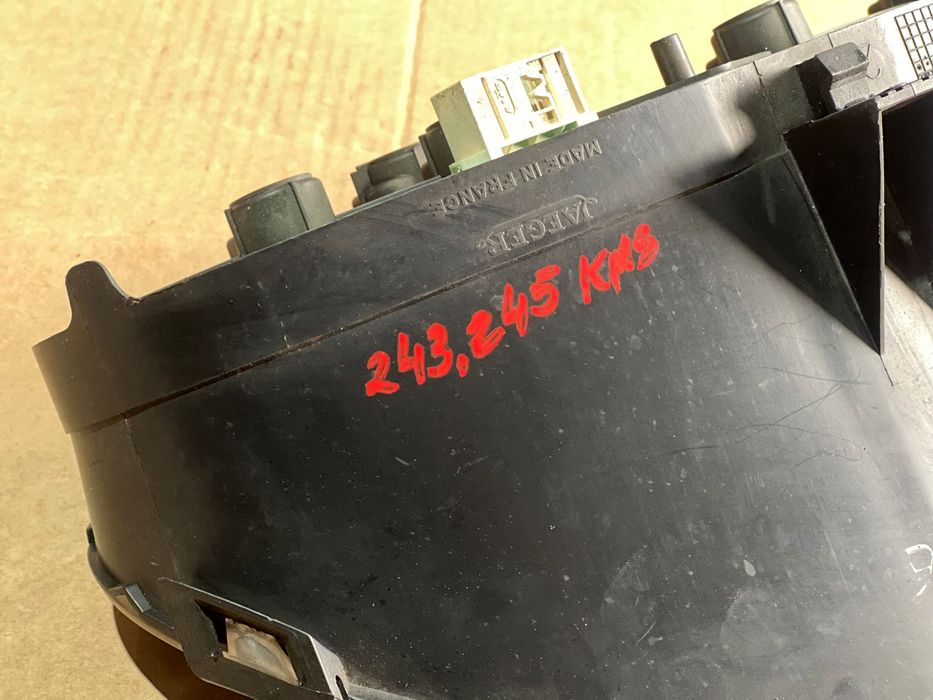 MADE IN FRANCE
JAEGER
243,245 KMS